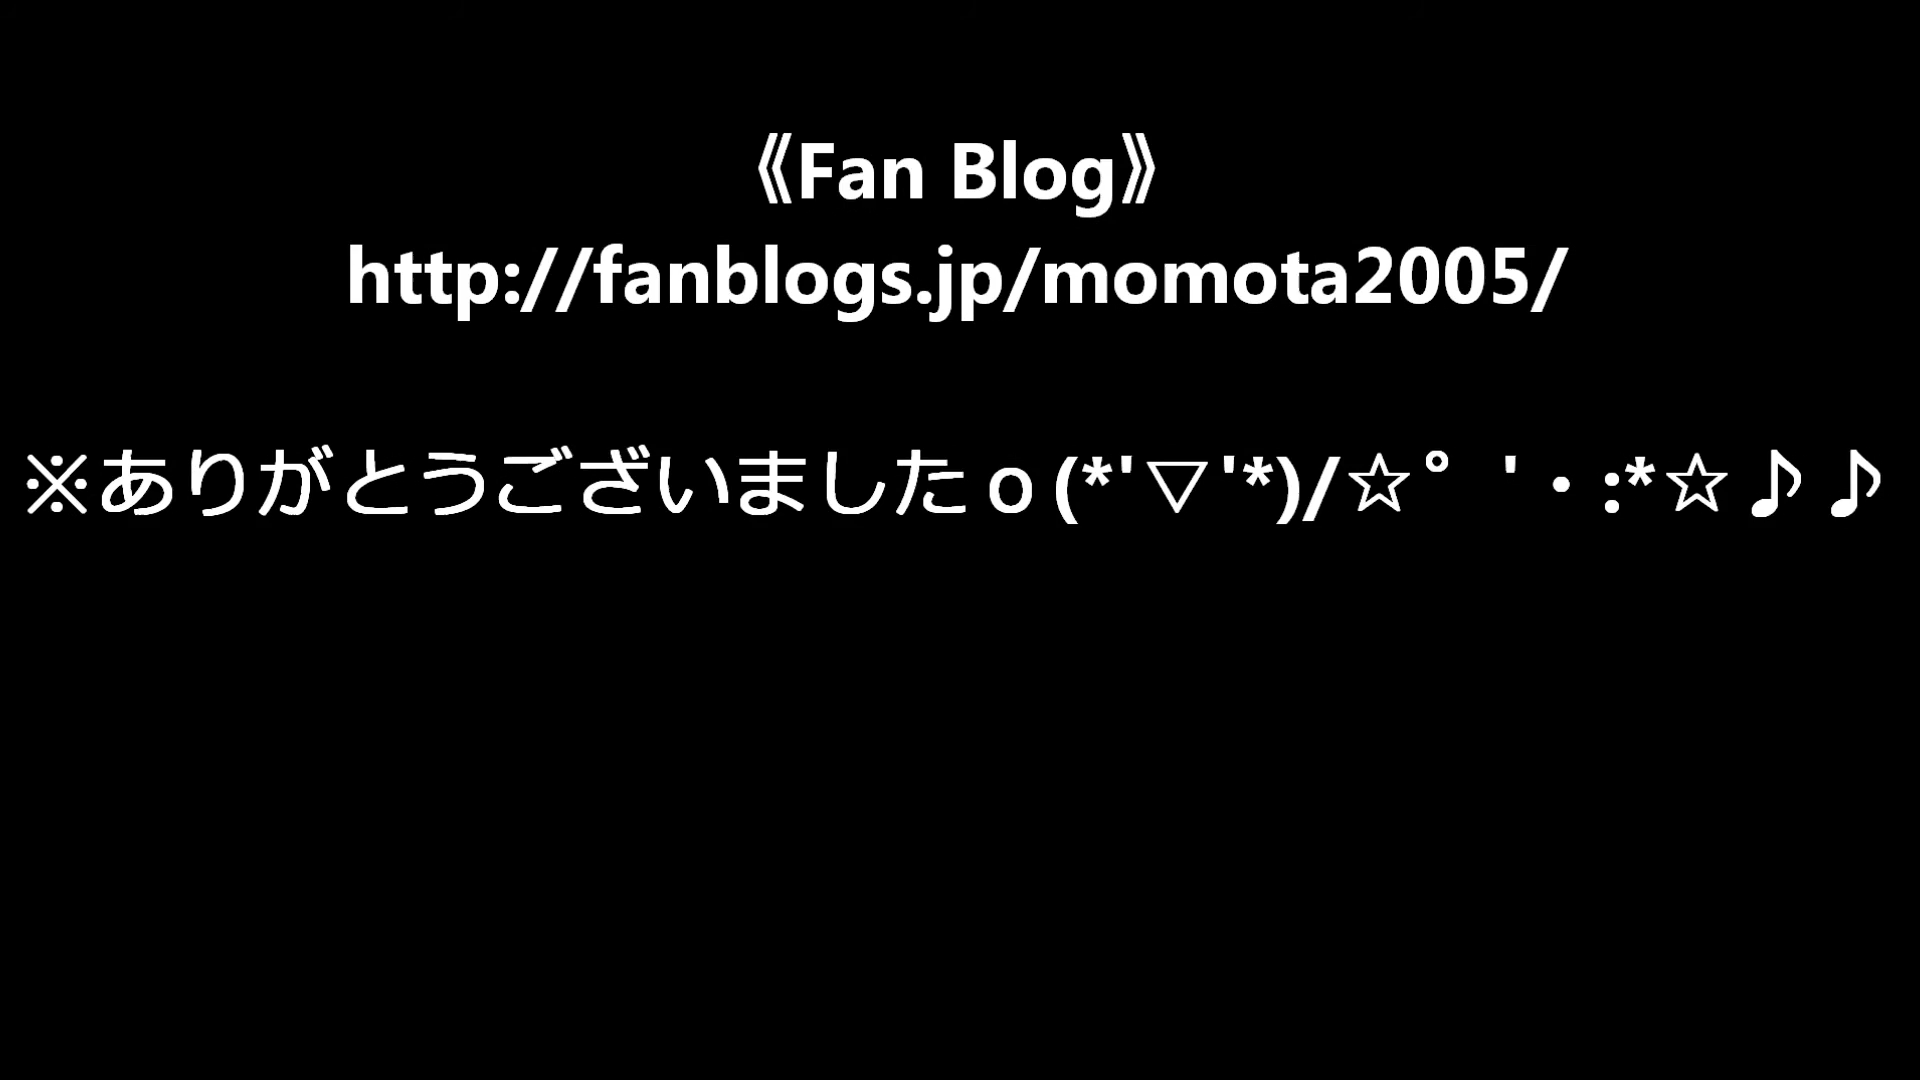 《Fan Blog》
http://fanblogs.jp/momota2005/
※ありがとうございましたｏ(*'▽'*)/☆゜'・:*☆♪♪